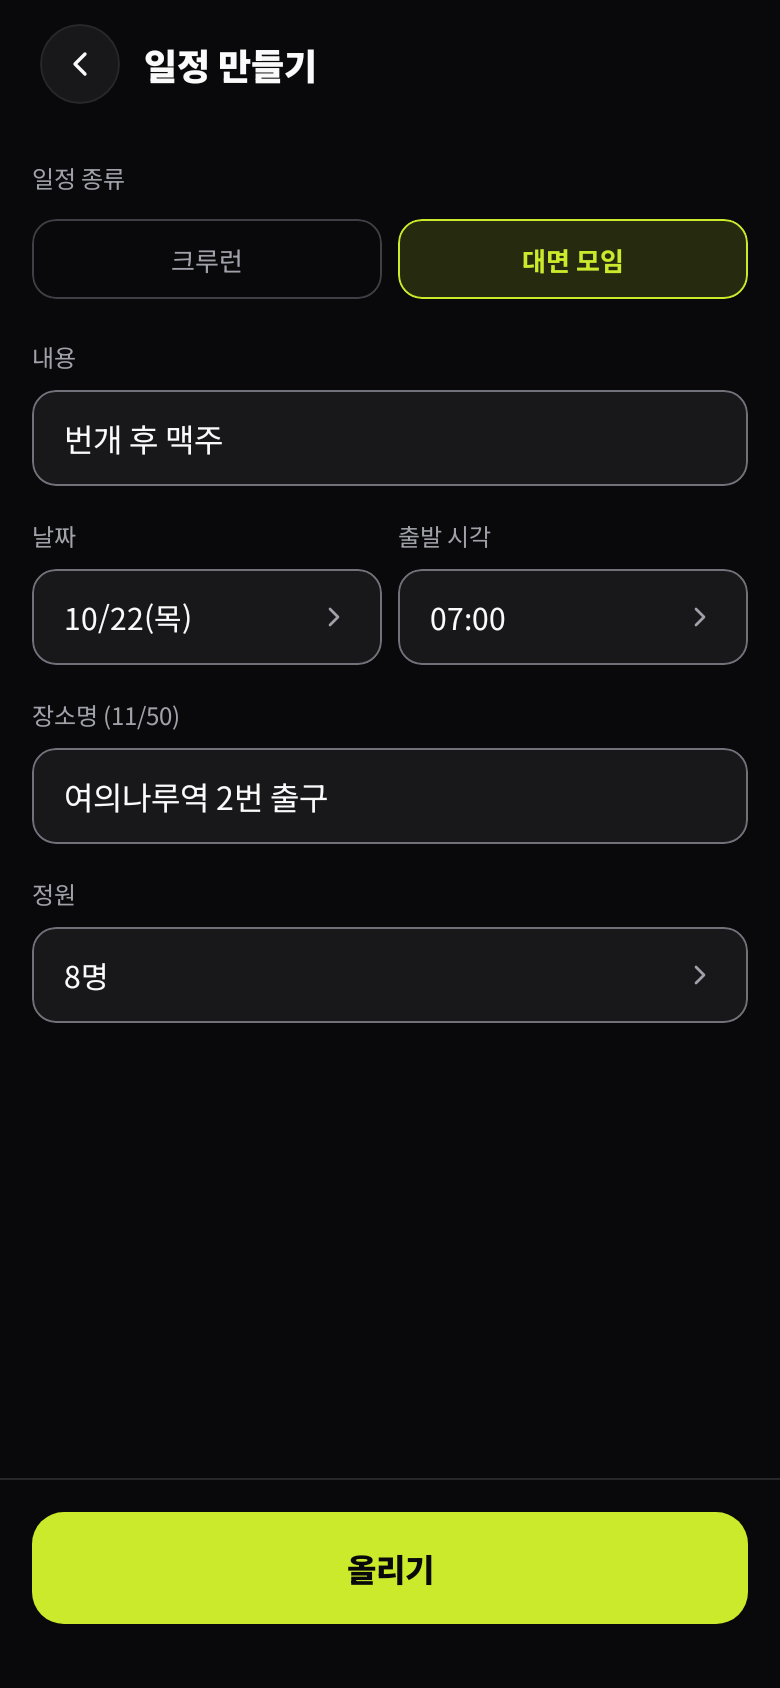 일정 만들기
일정 종류
크루런
대면 모임
내용
번개 후 맥주
날짜
출발 시각
10/22(목)
07:00
장소명 (11/50)
여의나루역 2번 출구
정원
8명
올리기